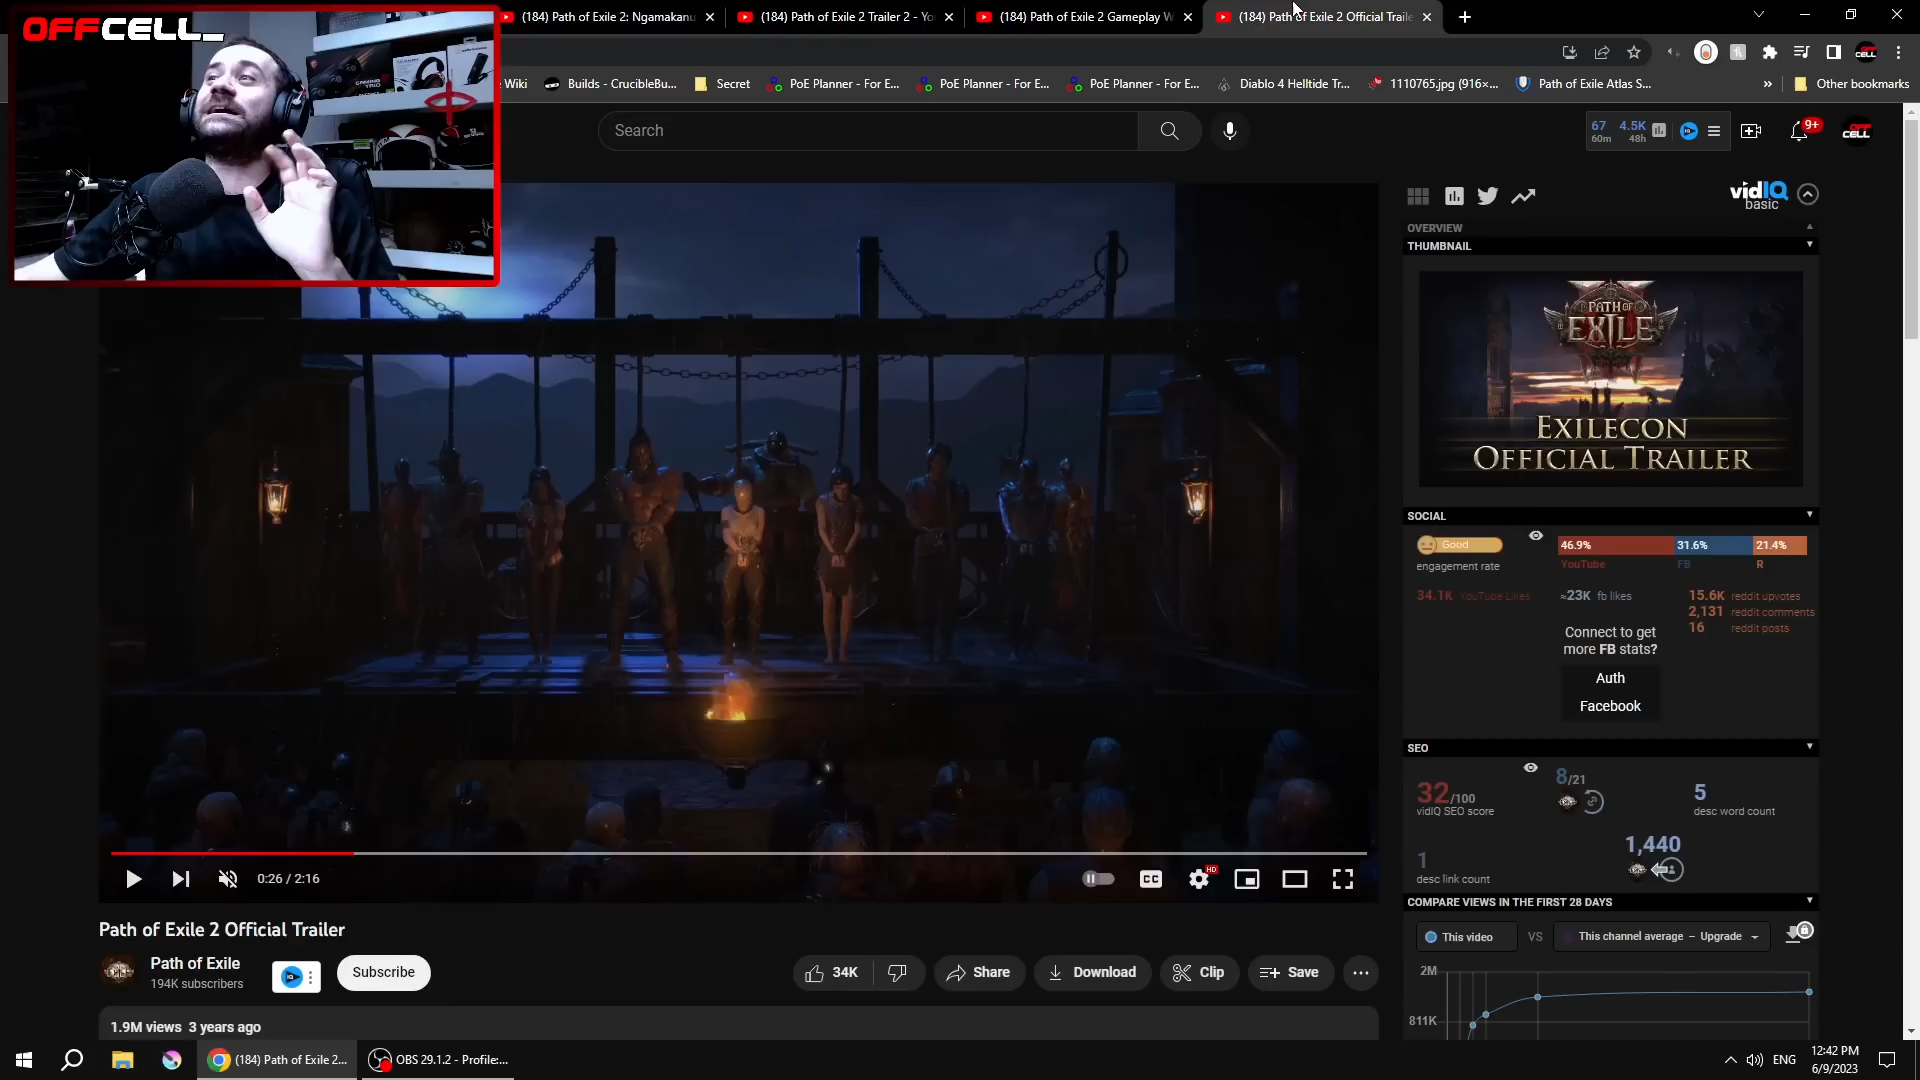 OFFCELL_
(184) Path of Exile 2: Ngamakanu
(184) Path of Exile 2 Trailer 2 - Yo
(184) Path of Exile 2 Gameplay W
(184) Path of Exile 2 Official Traile
Wiki
Builds - CrucibleBu...
Secret
PoE Planner - For E...
PoE Planner - For E...
PoE Planner - For E...
Diablo 4 Helltide Tr...
1110765.jpg (916×...
Path of Exile Atlas S...
»
Other bookmarks
Search
67 4.5K
60m 48h
9+
OFF
CELL
vidIQ
basic
OVERVIEW
THUMBNAIL
PATH OF
EXILE
EXILECON
OFFICIAL TRAILER
SOCIAL
Good
engagement rate
46.9% 31.6% 21.4%
YouTube FB R
34.1K YouTube Likes
≈23K fb likes
15.6K reddit upvotes
2,131 reddit comments
16 reddit posts
Connect to get
more FB stats?
Auth
Facebook
SEO
32/100
vidIQ SEO score
8/21
5
desc word count
1
desc link count
1,440
COMPARE VIEWS IN THE FIRST 28 DAYS
This video VS This channel average – Upgrade
2M
811K
0:26 / 2:16
CC
HD
Path of Exile 2 Official Trailer
Path of Exile
194K subscribers
IQ
Subscribe
34K
Share
Download
Clip
Save
1.9M views 3 years ago
(184) Path of Exile 2...
OBS 29.1.2 - Profile:...
ENG
12:42 PM
6/9/2023